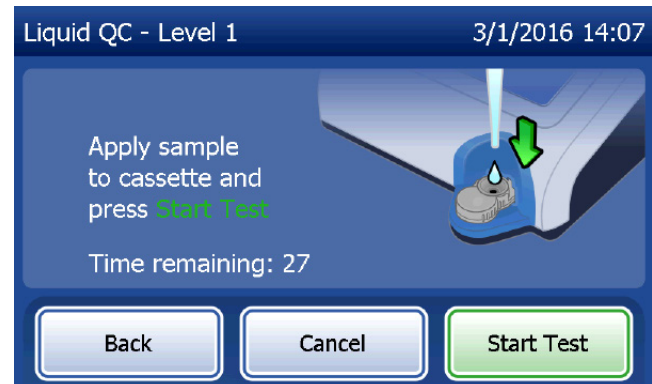 Liquid QC - Level 1 3/1/2016 14:07
Apply sample
to cassette and
press Start Test
Time remaining: 27
Back Cancel Start Test